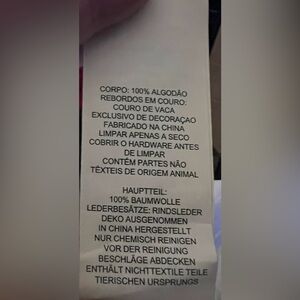 CORPO: 100% ALGODÃO
REBORDOS EM COURO:
COURO DE VACA
EXCLUSIVO DE DECORAÇAO
FABRICADO NA CHINA
LIMPAR APENAS A SECO
COBRIR O HARDWARE ANTES
DE LIMPAR
CONTÊM PARTES NÃO
TÊXTEIS DE ORIGEM ANIMAL
HAUPTTEIL:
100% BAUMWOLLE
LEDERBESÄTZE: RINDSLEDER
DEKO AUSGENOMMEN
IN CHINA HERGESTELLT
NUR CHEMISCH REINIGEN
VOR DER REINIGUNG
BESCHLÄGE ABDECKEN
ENTHÄLT NICHTTEXTILE TEILE
TIERISCHEN URSPRUNGS